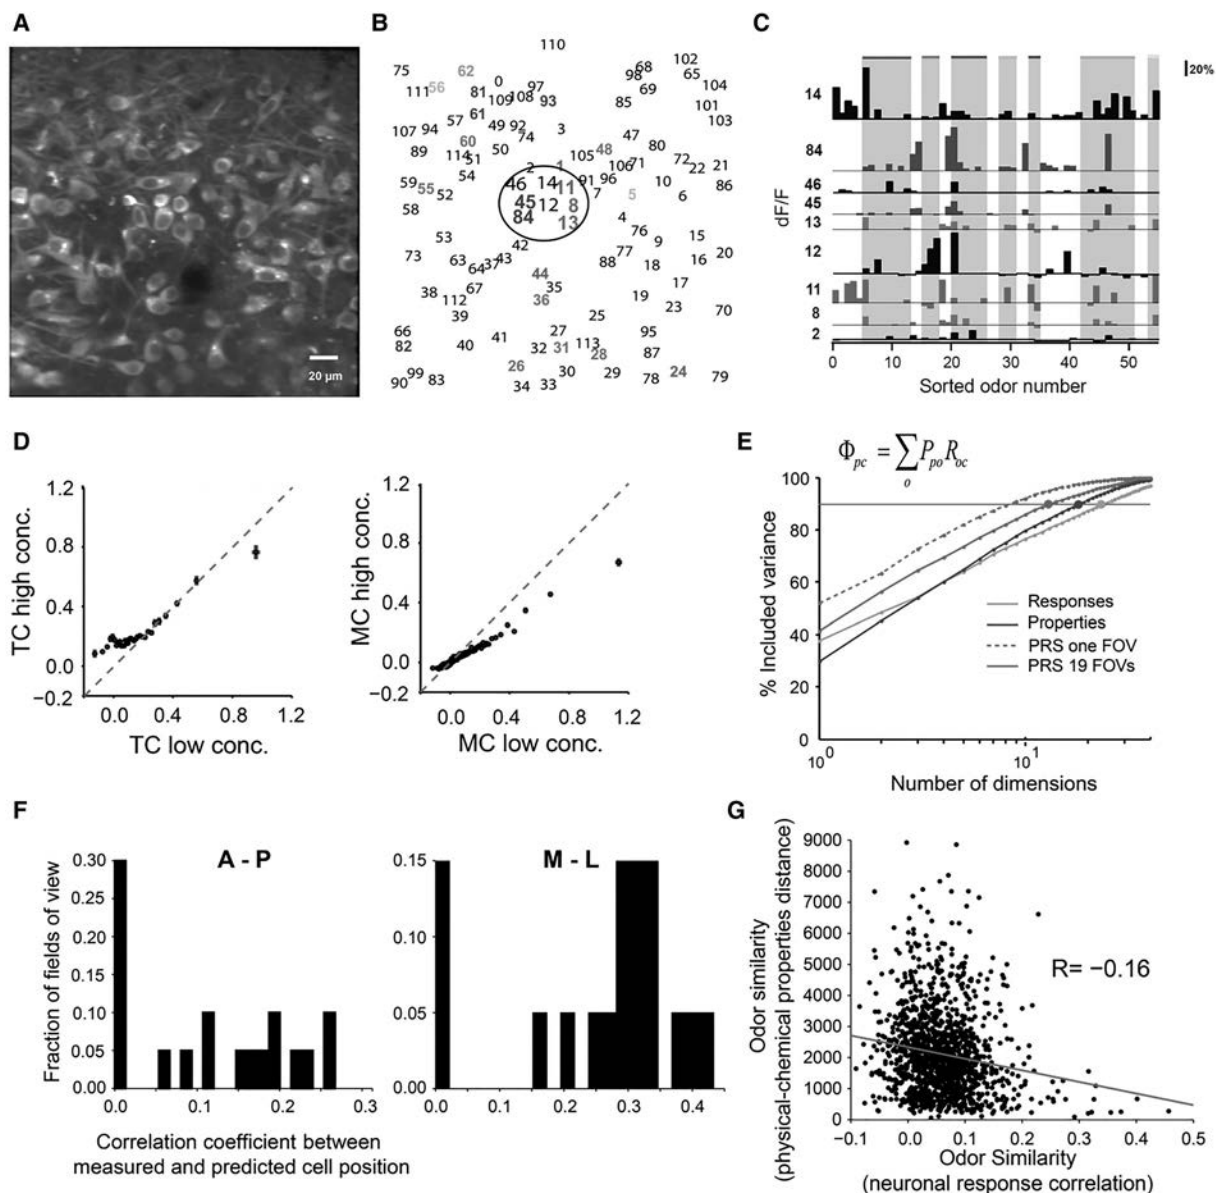 A
20 µm
B
110
75
111 56 62
0
81 109 108 97 93
102
68 65
98 69 104
85 101
103
107 94 57 61 49 92 74 3
89 60 114 51 50
47
105 48 80
106 71 72 22 21
59 55 52 54
2 1
46 14 11
45 12 8
84 13
91 96 7
5 10 6 86
58
53
73 63 64 37 43 42
4
76 9 15
77 88 18 16 20
38 112 67
39
44 35
36
17
19 23 70
66
82 40 41
27
32 31 113
25
95
28 87
90 99 83
26
34 33 30 29
78 24 79
C
20%
14
84
46
45
13
12
11
8
2
dF/F
0 10 20 30 40 50
Sorted odor number
D
1.2
0.8
0.4
0.0
−0.2
TC high conc.
0.0 0.4 0.8 1.2
TC low conc.
1.2
0.8
0.4
0.0
−0.2
MC high conc.
0.0 0.4 0.8 1.2
MC low conc.
E
Φpc = ∑o Ppo Roc
100
80
60
40
20
0
% Included variance
Responses
Properties
PRS one FOV
PRS 19 FOVs
10^0 10^1
Number of dimensions
F
A - P
0.30
0.25
0.20
0.15
0.10
0.05
0.00
Fraction of fields of view
0.0 0.1 0.2 0.3
M - L
0.15
0.10
0.05
0.00
0.0 0.1 0.2 0.3 0.4
Correlation coefficient between
measured and predicted cell position
G
Odor similarity
(physical-chemical properties distance)
9000
8000
7000
6000
5000
4000
3000
2000
1000
0
R= −0.16
−0.1 0.0 0.1 0.2 0.3 0.4 0.5
Odor Similarity
(neuronal response correlation)